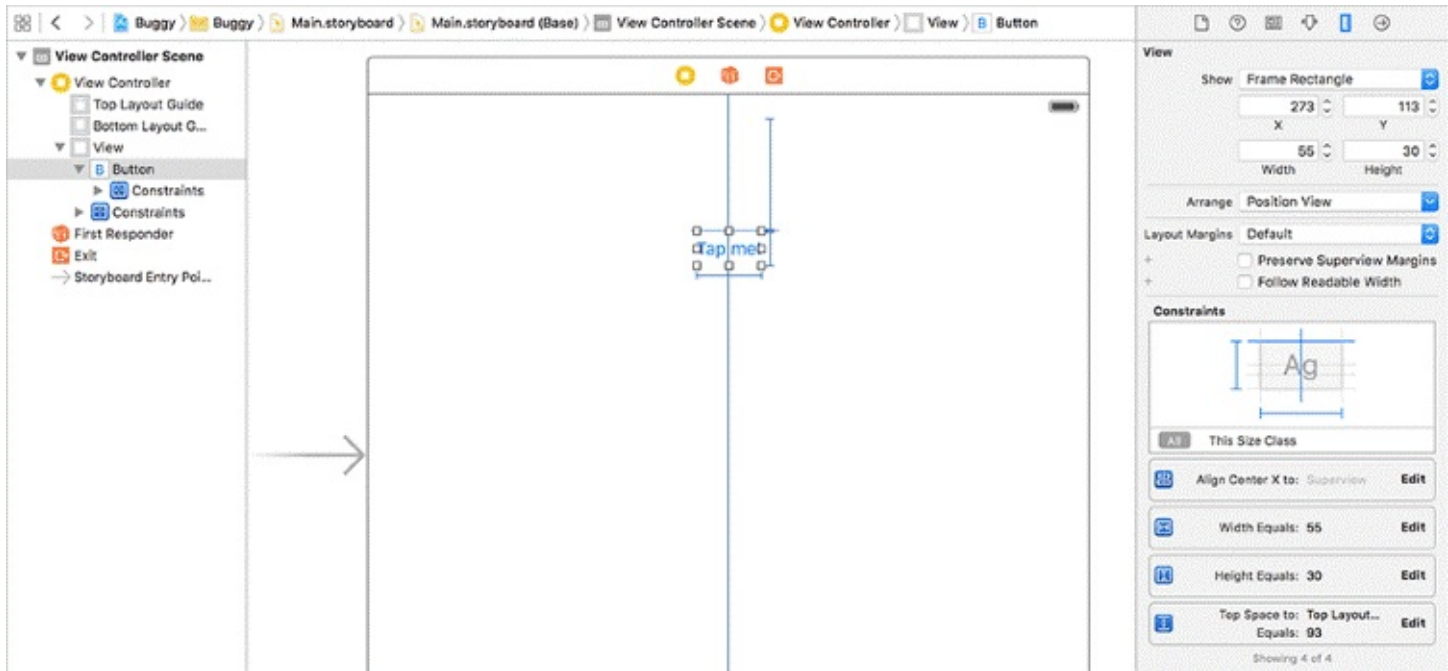 Buggy Buggy Main.storyboard Main.storyboard (Base) View Controller Scene View Controller View B Button
View Controller Scene
View Controller
Top Layout Guide
Bottom Layout G...
View
B Button
Constraints
Constraints
First Responder
Exit
Storyboard Entry Poi...
Tap me!
View
Show Frame Rectangle
273 113
X Y
55 30
Width Height
Arrange Position View
Layout Margins Default
+ Preserve Superview Margins
+ Follow Readable Width
Constraints
Ag
All This Size Class
Align Center X to: Superview Edit
Width Equals: 55 Edit
Height Equals: 30 Edit
Top Space to: Top Layout... Edit
Equals: 93
Showing 4 of 4